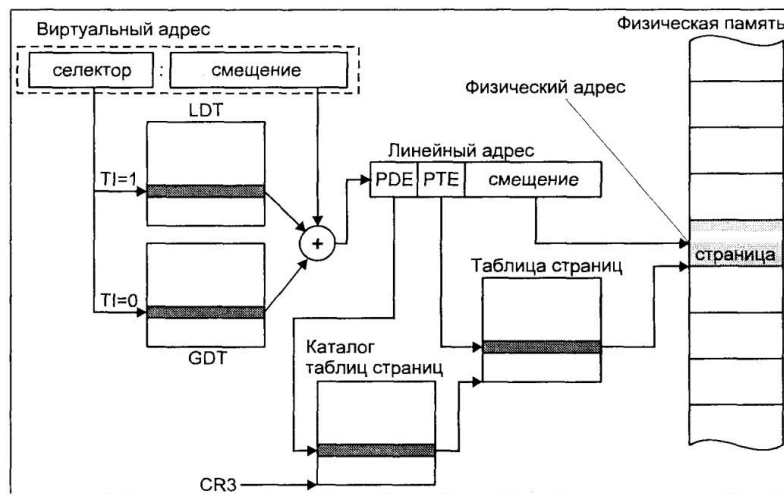 Физическая память
Виртуальный адрес
селектор : смещение
Физический адрес
LDT
Линейный адрес
TI=1
PDE PTE смещение
+
страница
Таблица страниц
TI=0
GDT
Каталог
таблиц страниц
CR3